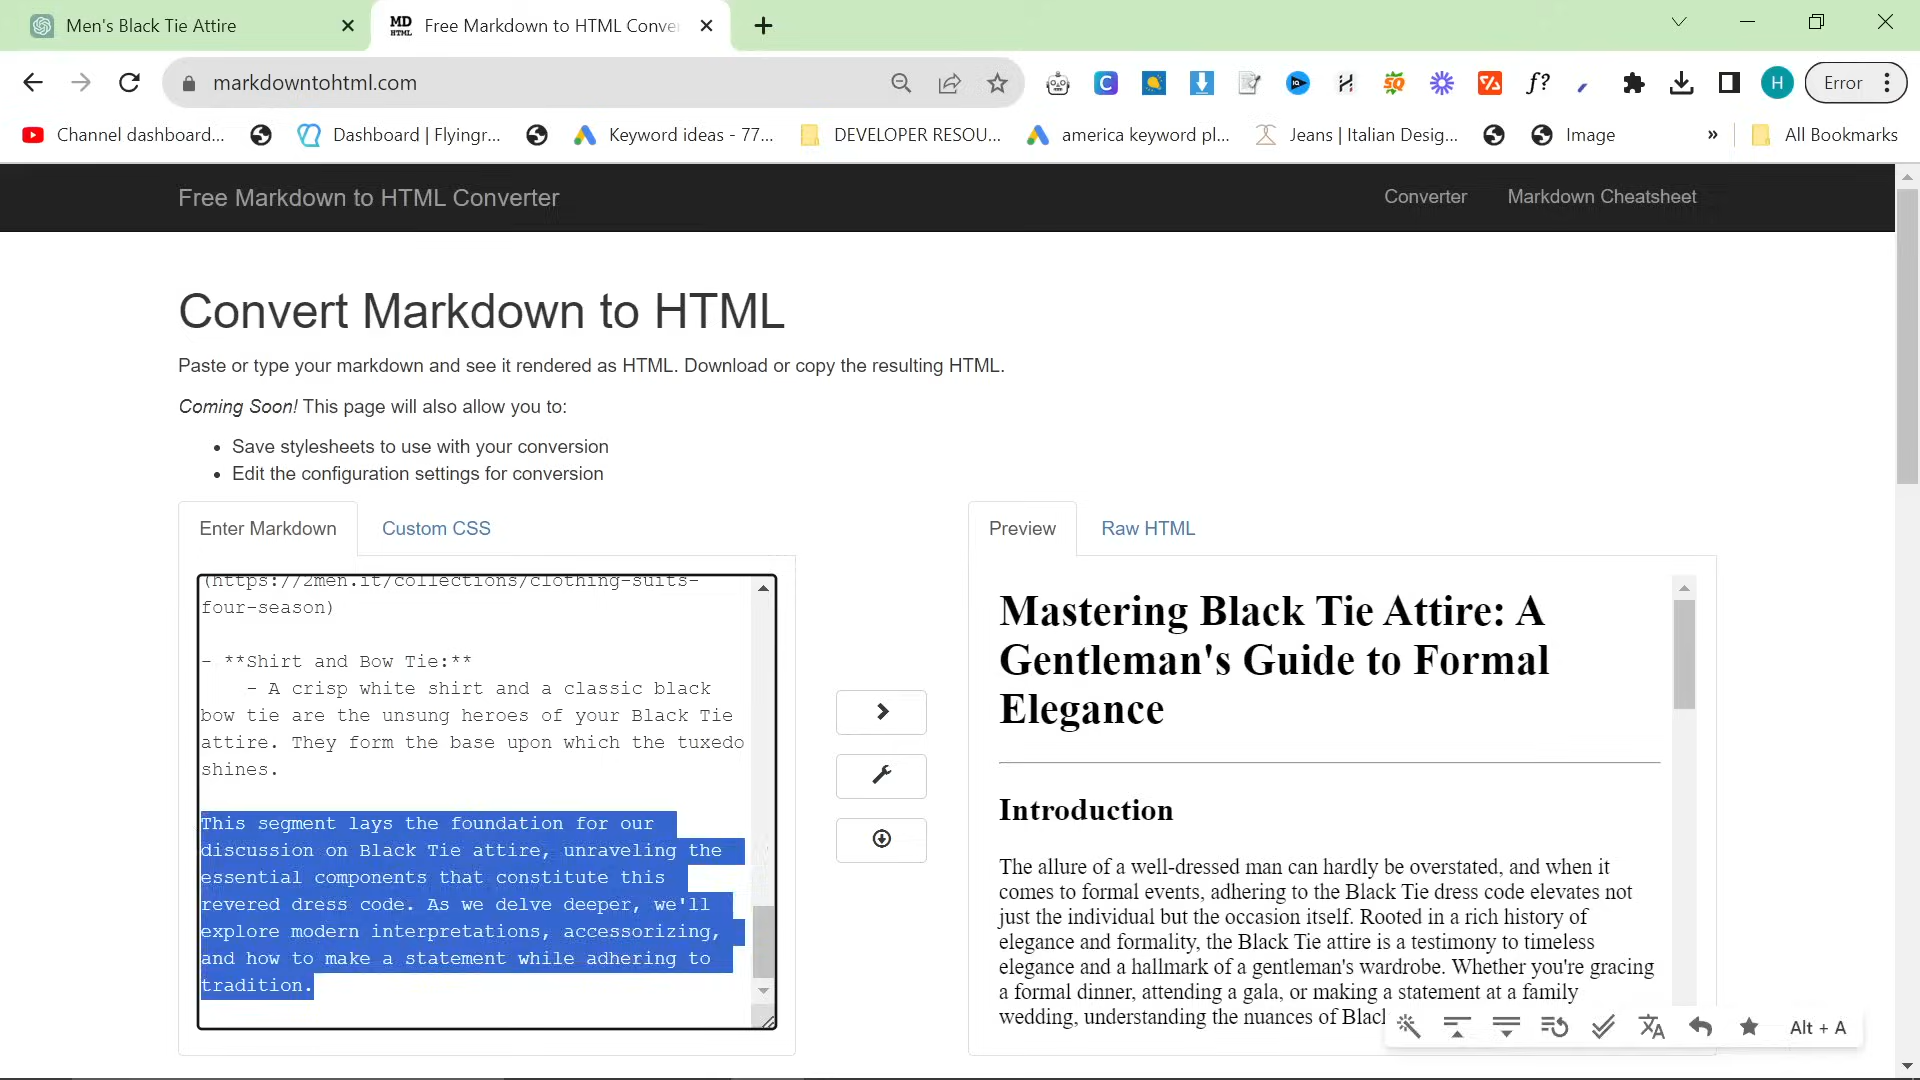 Men's Black Tie Attire
MD HTML Free Markdown to HTML Conve
markdowntohtml.com
Error
Channel dashboard...
Dashboard | Flyingr...
Keyword ideas - 77...
DEVELOPER RESOU...
america keyword pl...
Jeans | Italian Desig...
Image
»
All Bookmarks
Free Markdown to HTML Converter
Converter
Markdown Cheatsheet
Convert Markdown to HTML
Paste or type your markdown and see it rendered as HTML. Download or copy the resulting HTML.
Coming Soon! This page will also allow you to:
• Save stylesheets to use with your conversion
• Edit the configuration settings for conversion
Enter Markdown
Custom CSS
(https://2men.it/collections/clothing-suits-
four-season)
- **Shirt and Bow Tie:**
- A crisp white shirt and a classic black
bow tie are the unsung heroes of your Black Tie
attire. They form the base upon which the tuxedo
shines.
This segment lays the foundation for our
discussion on Black Tie attire, unraveling the
essential components that constitute this
revered dress code. As we delve deeper, we'll
explore modern interpretations, accessorizing,
and how to make a statement while adhering to
tradition.
Preview
Raw HTML
Mastering Black Tie Attire: A
Gentleman's Guide to Formal
Elegance
Introduction
The allure of a well-dressed man can hardly be overstated, and when it
comes to formal events, adhering to the Black Tie dress code elevates not
just the individual but the occasion itself. Rooted in a rich history of
elegance and formality, the Black Tie attire is a testimony to timeless
elegance and a hallmark of a gentleman's wardrobe. Whether you're gracing
a formal dinner, attending a gala, or making a statement at a family
wedding, understanding the nuances of Blac
Alt + A